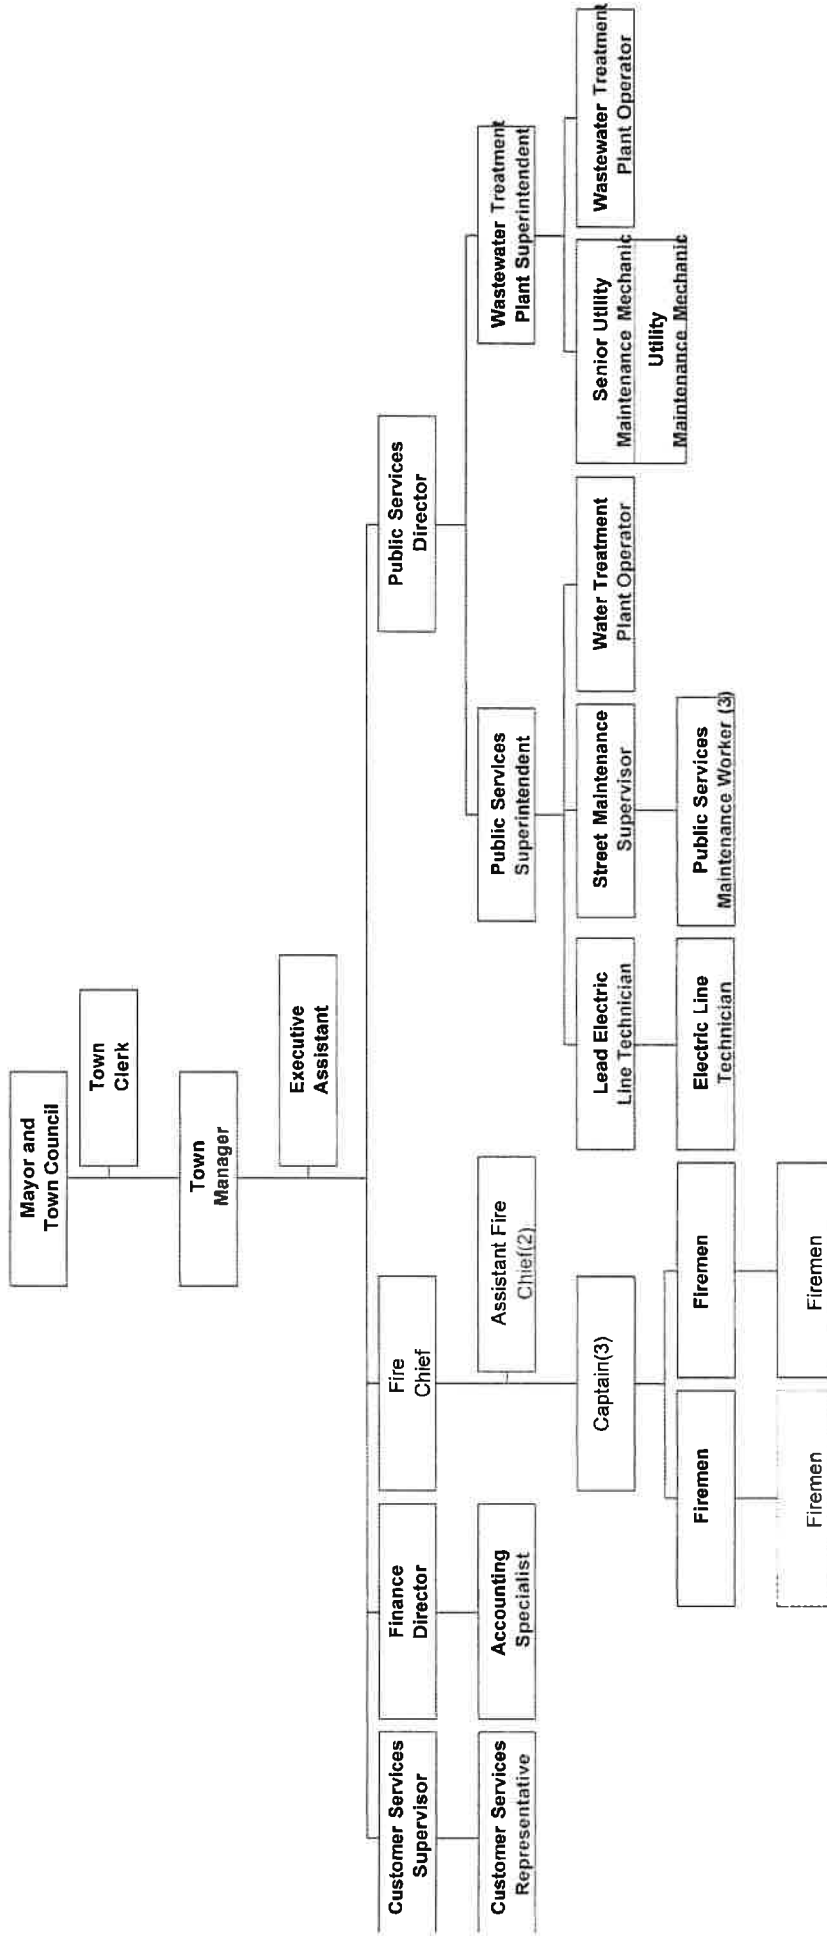 Mayor and
Town Council
Town
Clerk
Town
Manager
Executive
Assistant
Customer Services
Supervisor
Finance
Director
Fire
Chief
Public Services
Director
Customer Services
Representative
Accounting
Specialist
Assistant Fire
Chief(2)
Public Services
Superintendent
Wastewater Treatment
Plant Superintendent
Captain(3)
Lead Electric
Line Technician
Street Maintenance
Supervisor
Water Treatment
Plant Operator
Senior Utility
Maintenance Mechanic
Utility
Maintenance Mechanic
Wastewater Treatment
Plant Operator
Firemen
Firemen
Electric Line
Technician
Public Services
Maintenance Worker (3)
Firemen
Firemen